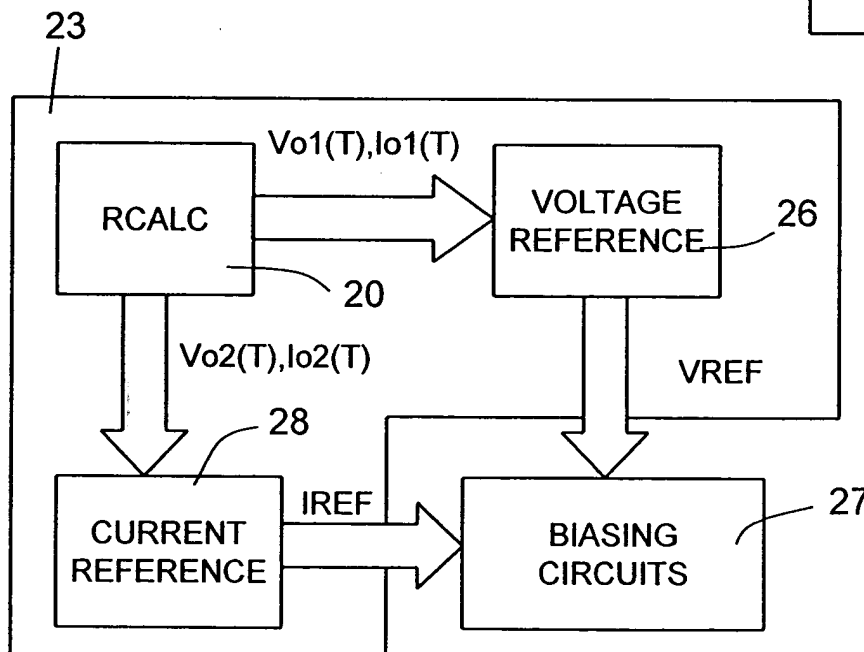 23
Vo1(T),Io1(T)
RCALC
VOLTAGE
REFERENCE
26
20
Vo2(T),Io2(T)
VREF
28
IREF
27
CURRENT
REFERENCE
BIASING
CIRCUITS